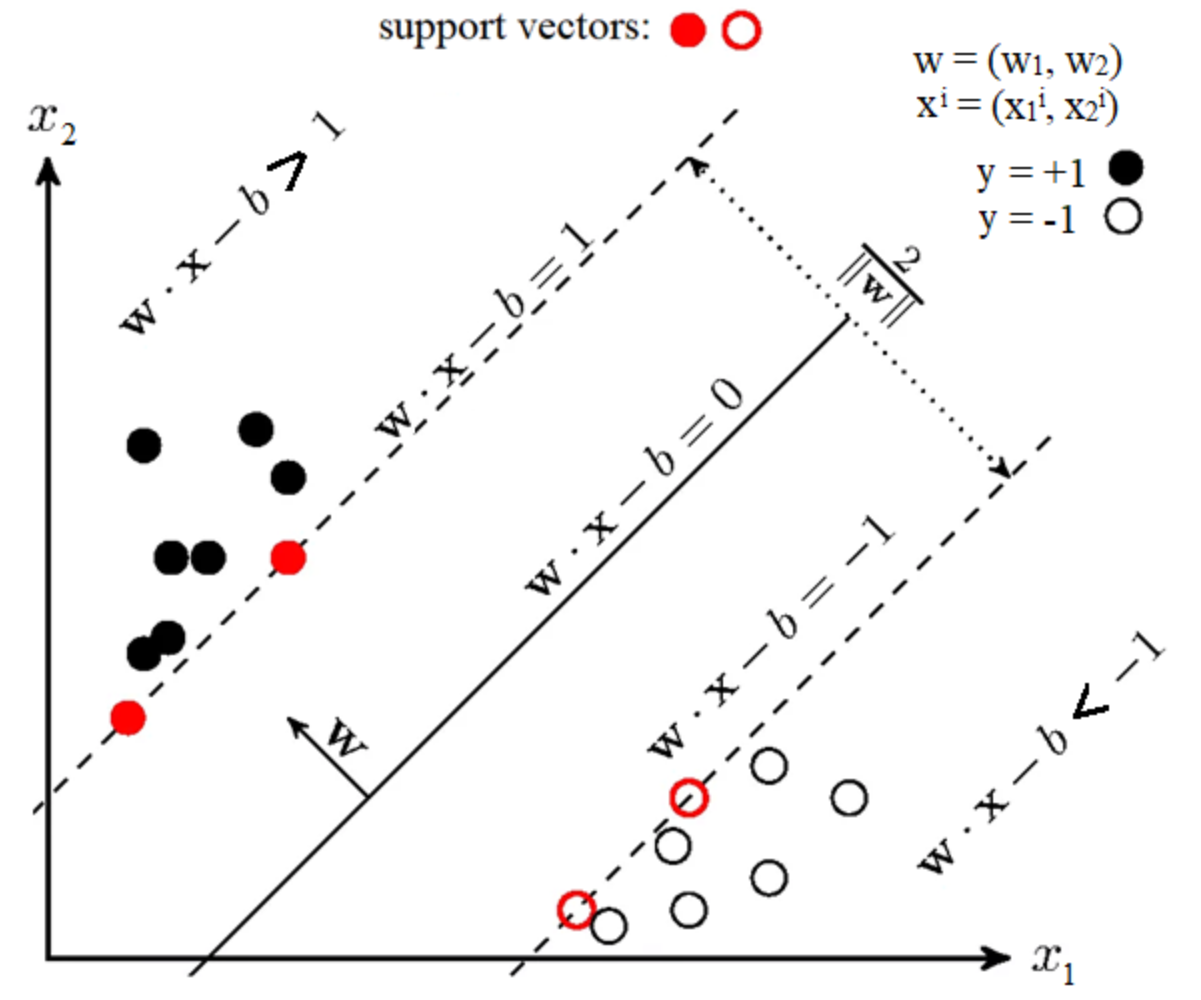 support vectors:
w = (w₁, w₂)
xⁱ = (x₁ⁱ, x₂ⁱ)
y = +1
y = -1
x₂
w · x − b > 1
w · x − b = 1
2
‖w‖
w · x − b = 0
w · x − b = −1
w · x − b < −1
w
x₁